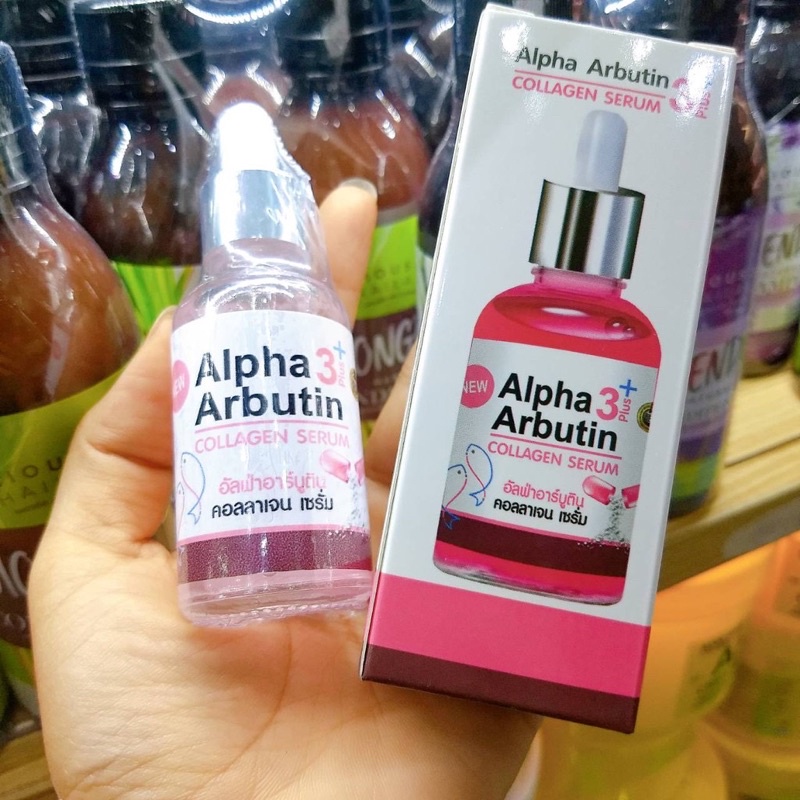 NEW
Alpha 3+
Plus
Arbutin
COLLAGEN SERUM
อัลฟ่าอาร์บูติน
คอลลาเจน เซรั่ม
Alpha Arbutin 3
Plus
COLLAGEN SERUM
NEW
Alpha 3+
Plus
Arbutin
COLLAGEN SERUM
อัลฟ่าอาร์บูติน
คอลลาเจน เซรั่ม